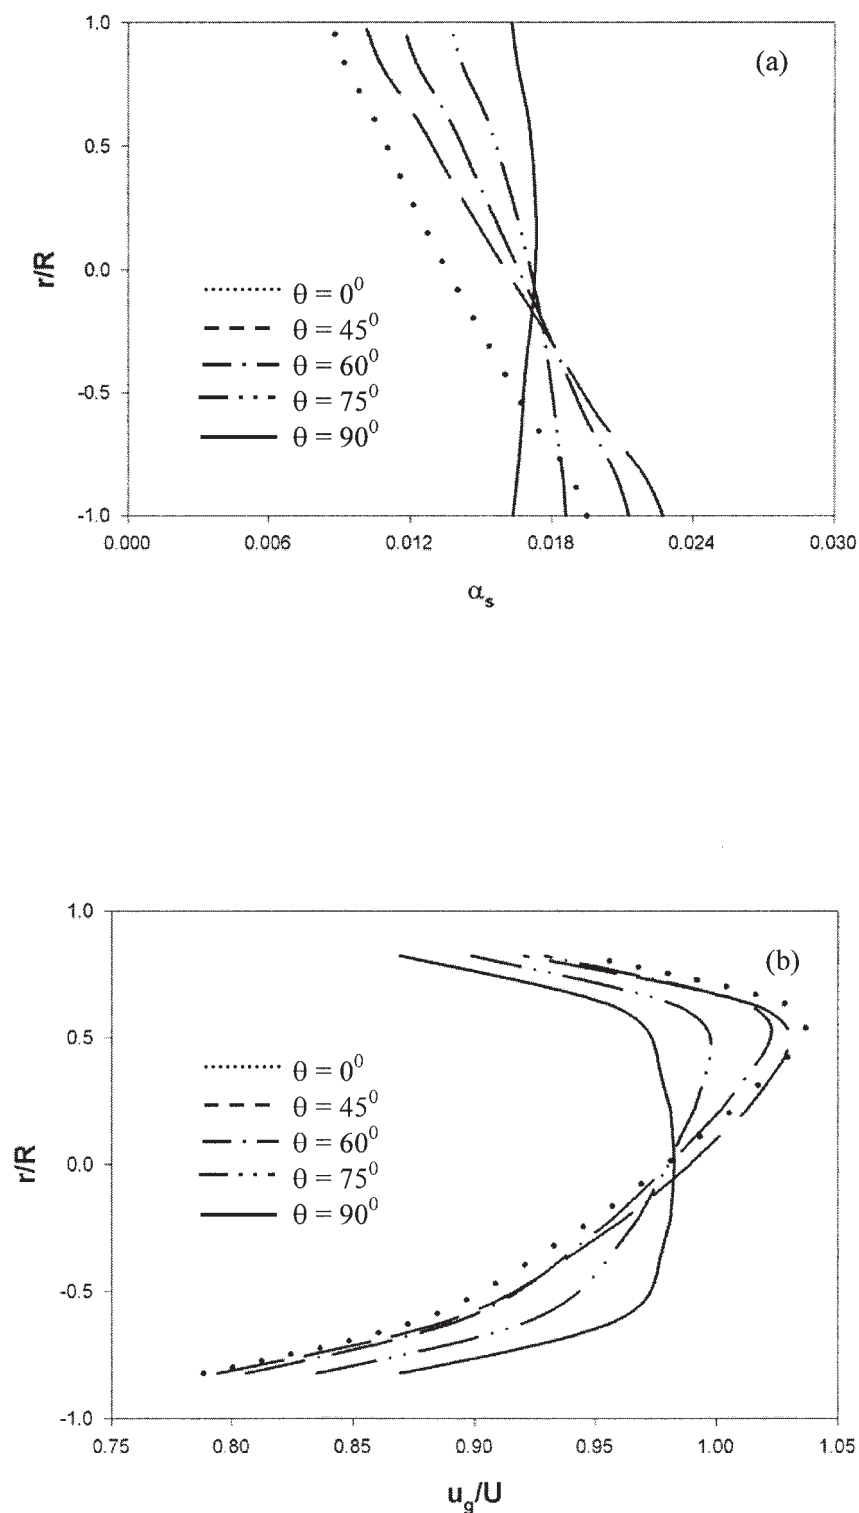 1.0
(a)
0.5
r/R
0.0
θ = 0⁰
θ = 45⁰
θ = 60⁰
-0.5
θ = 75⁰
θ = 90⁰
-1.0
0.000 0.006 0.012 0.018 0.024 0.030
αₛ
1.0
(b)
0.5
θ = 0⁰
θ = 45⁰
r/R
0.0
θ = 60⁰
θ = 75⁰
θ = 90⁰
-0.5
-1.0
0.75 0.80 0.85 0.90 0.95 1.00 1.05
u_g/U